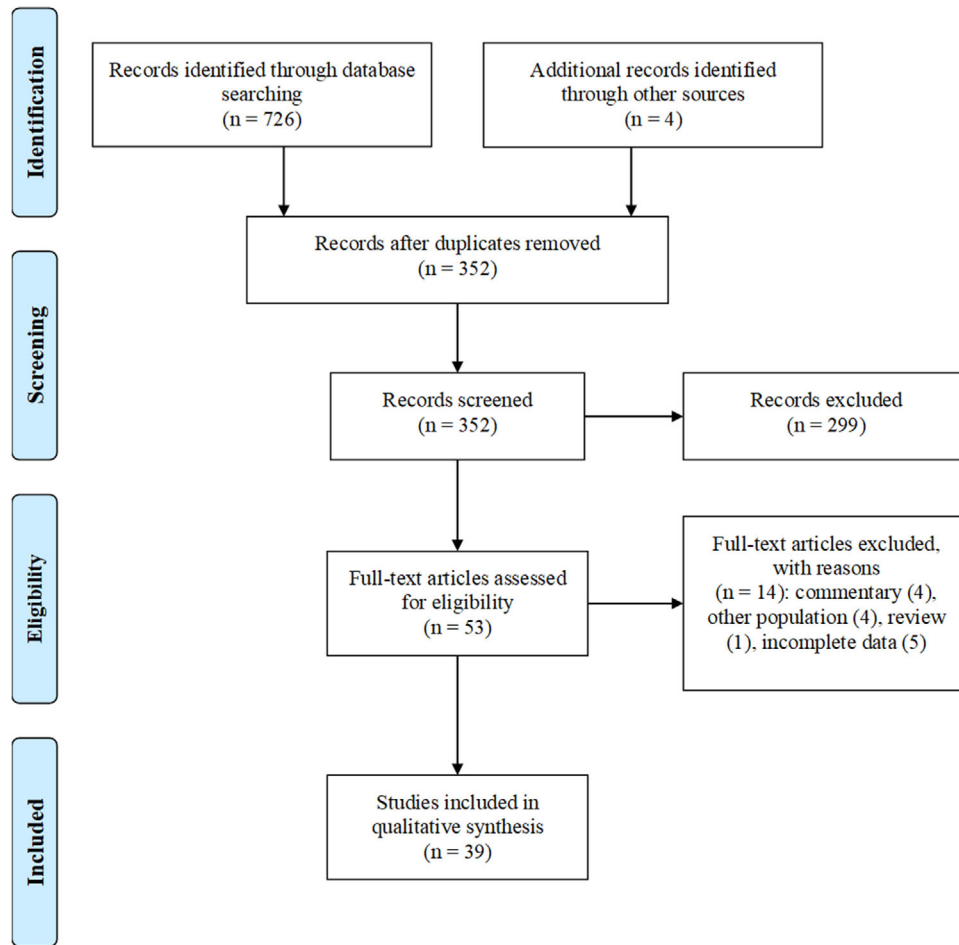 Identification
Records identified through database
searching
(n = 726)
Additional records identified
through other sources
(n = 4)
Records after duplicates removed
(n = 352)
Screening
Records screened
(n = 352)
Records excluded
(n = 299)
Eligibility
Full-text articles assessed
for eligibility
(n = 53)
Full-text articles excluded,
with reasons
(n = 14): commentary (4),
other population (4), review
(1), incomplete data (5)
Included
Studies included in
qualitative synthesis
(n = 39)